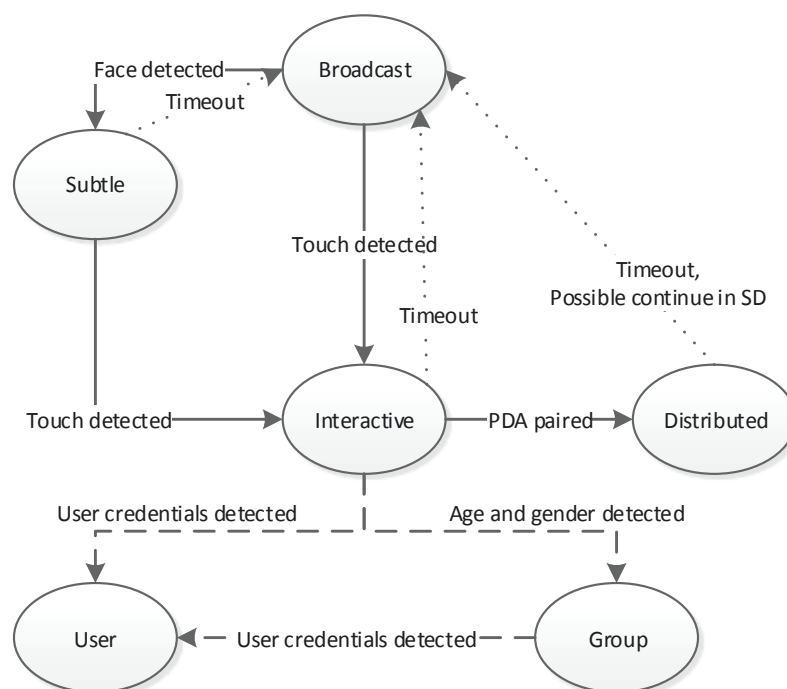 Broadcast
Face detected
Timeout
Subtle
Touch detected
Timeout,
Possible continue in SD
Timeout
Touch detected
Interactive
PDA paired
Distributed
User credentials detected
Age and gender detected
User
User credentials detected
Group